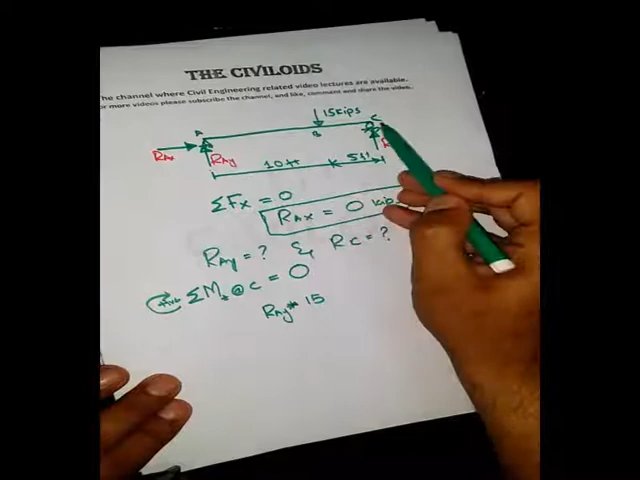 THE CIVILOIDS
The channel where Civil Engineering related video lectures are available.
For more videos please subscribe the channel, and like, comment and share the video.
15kips
A B C
RAx RAy
10ft 5ft
ΣFx = 0
RAx = 0 kip
RAy = ? & RC = ?
+ve ΣM @ C = 0
RAy* 15